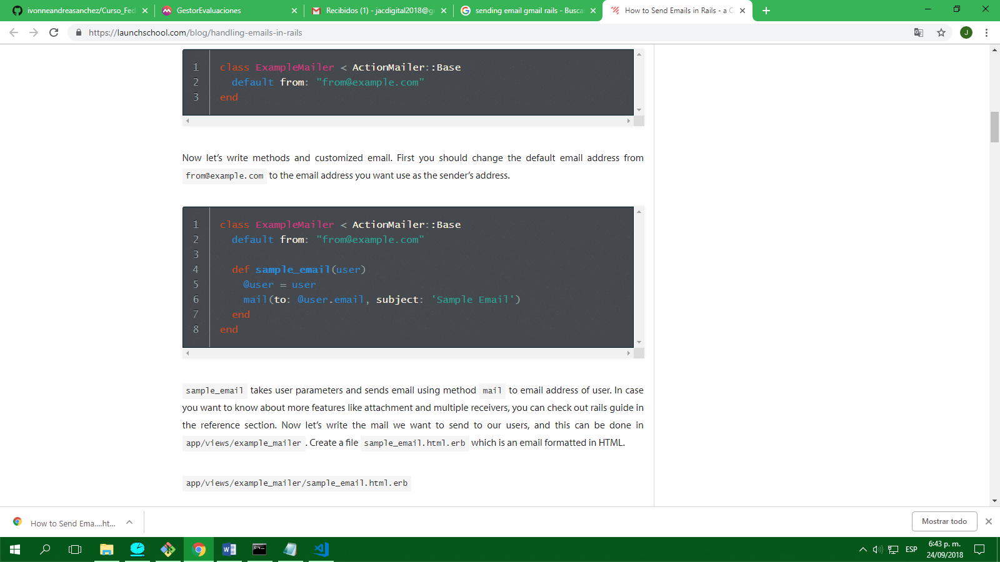 ivonneandreasanchez/Curso_Fed
GestorEvaluaciones
Recibidos (1) - jacdigital2018@g
sending email gmail rails - Busca
How to Send Emails in Rails - a C
https://launchschool.com/blog/handling-emails-in-rails
J
1 class ExampleMailer < ActionMailer::Base
2 default from: "from@example.com"
3 end
Now let’s write methods and customized email. First you should change the default email address from
from@example.com to the email address you want use as the sender’s address.
1 class ExampleMailer < ActionMailer::Base
2 default from: "from@example.com"
3
4 def sample_email(user)
5 @user = user
6 mail(to: @user.email, subject: 'Sample Email')
7 end
8 end
sample_email takes user parameters and sends email using method mail to email address of user. In case
you want to know about more features like attachment and multiple receivers, you can check out rails guide in
the reference section. Now let’s write the mail we want to send to our users, and this can be done in
app/views/example_mailer . Create a file sample_email.html.erb which is an email formatted in HTML.
app/views/example_mailer/sample_email.html.erb
How to Send Ema....ht...
Mostrar todo
ESP
6:43 p. m.
24/09/2018